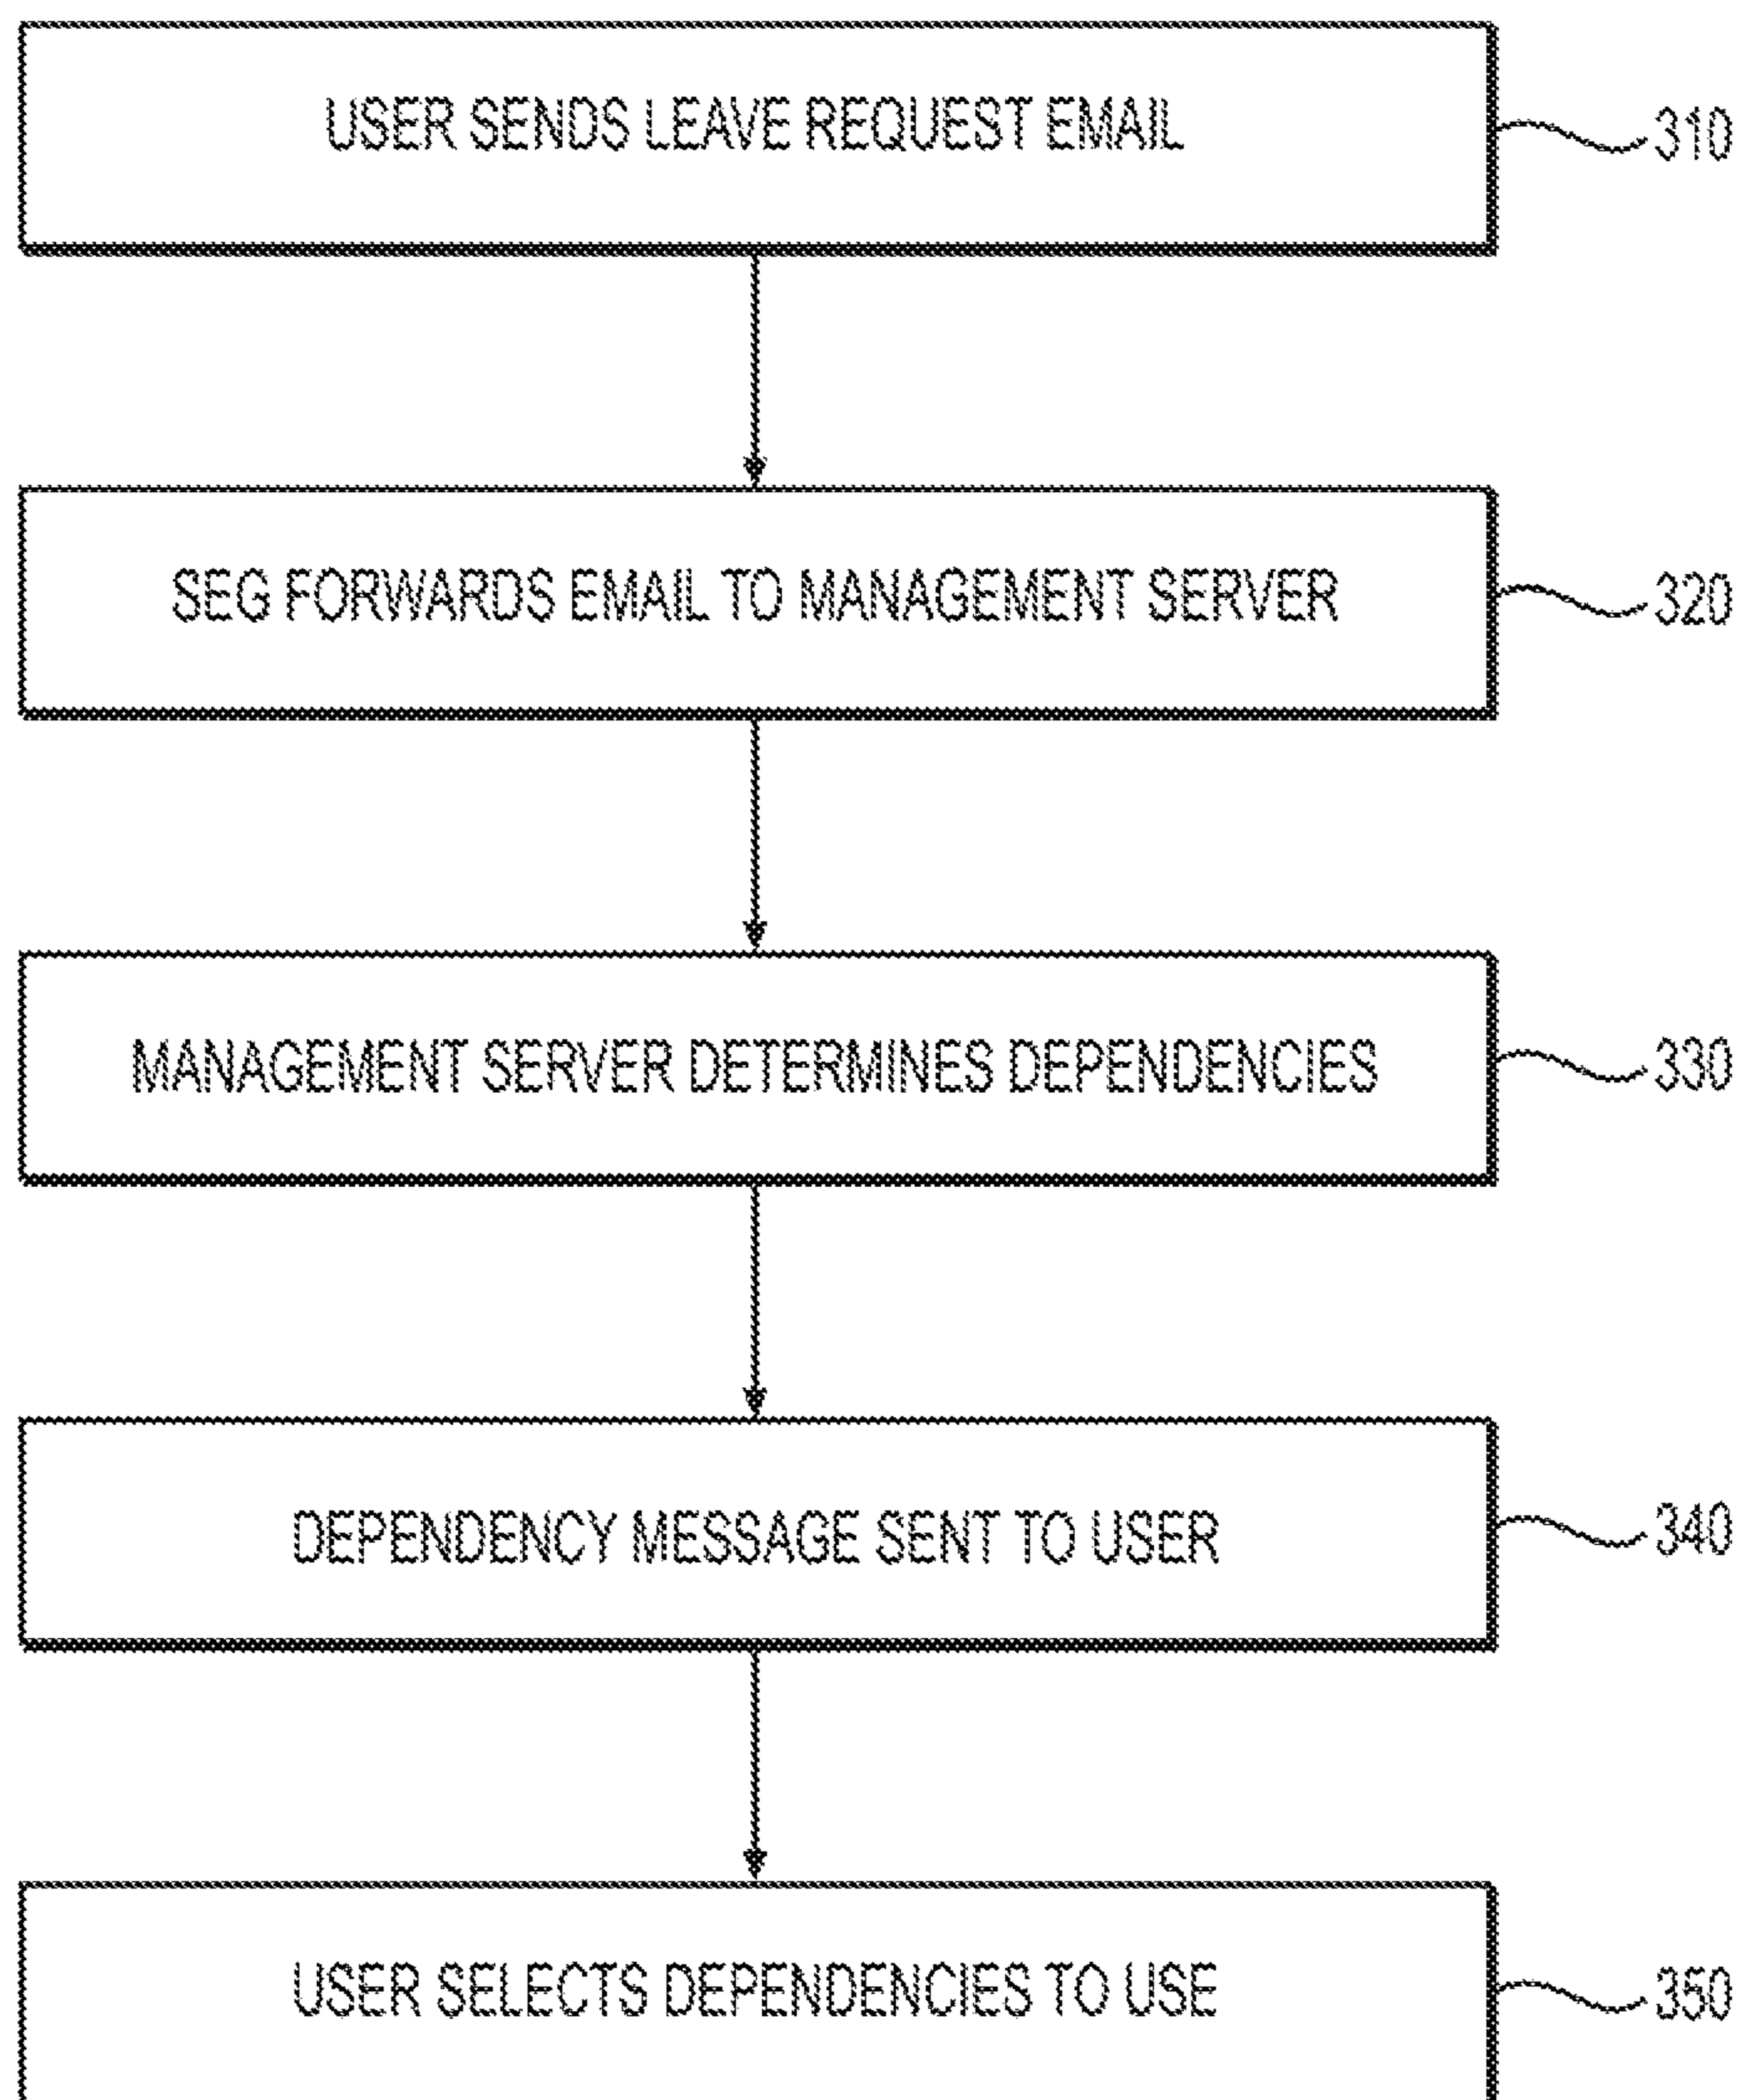 USER SENDS LEAVE REQUEST EMAIL
310
SEG FORWARDS EMAIL TO MANAGEMENT SERVER
320
MANAGEMENT SERVER DETERMINES DEPENDENCIES
330
DEPENDENCY MESSAGE SENT TO USER
340
USER SELECTS DEPENDENCIES TO USE
350